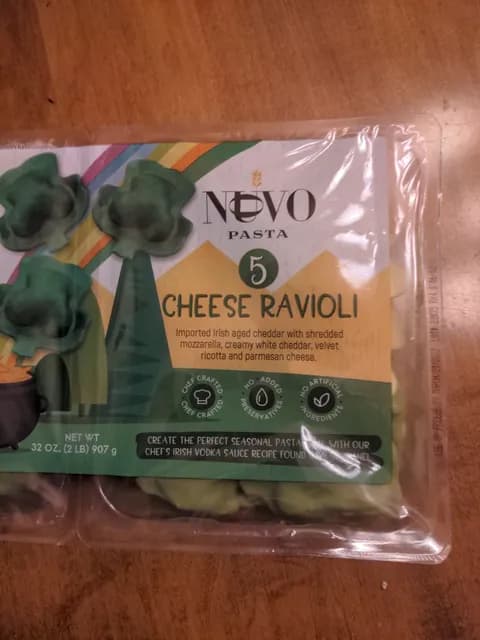 NUOVO
PASTA
5
CHEESE RAVIOLI
Imported Irish aged cheddar with shredded
mozzarella, creamy white cheddar, velvet
ricotta and parmesan cheese.
CHEF CRAFTED
CHEF CRAFTED
NO ADDED
PRESERVATIVES
NO ARTIFICIAL
INGREDIENTS
NET WT
32 OZ. (2 LB) 907 g
CREATE THE PERFECT SEASONAL PASTA WITH OUR
CHEF'S IRISH VODKA SAUCE RECIPE FOUND